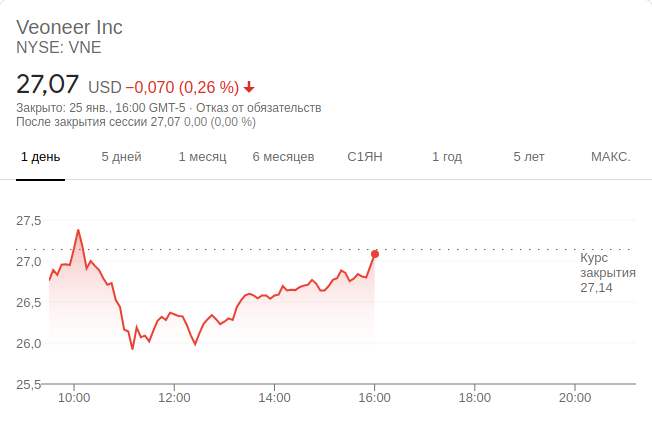 Veoneer Inc
NYSE: VNE
27,07 USD −0,070 (0,26 %)
Закрыто: 25 янв., 16:00 GMT-5 · Отказ от обязательств
После закрытия сессии 27,07 0,00 (0,00 %)
1 день 5 дней 1 месяц 6 месяцев С1ЯН 1 год 5 лет МАКС.
27,5
27,0
26,5
26,0
25,5
Курс
закрытия
27,14
10:00 12:00 14:00 16:00 18:00 20:00